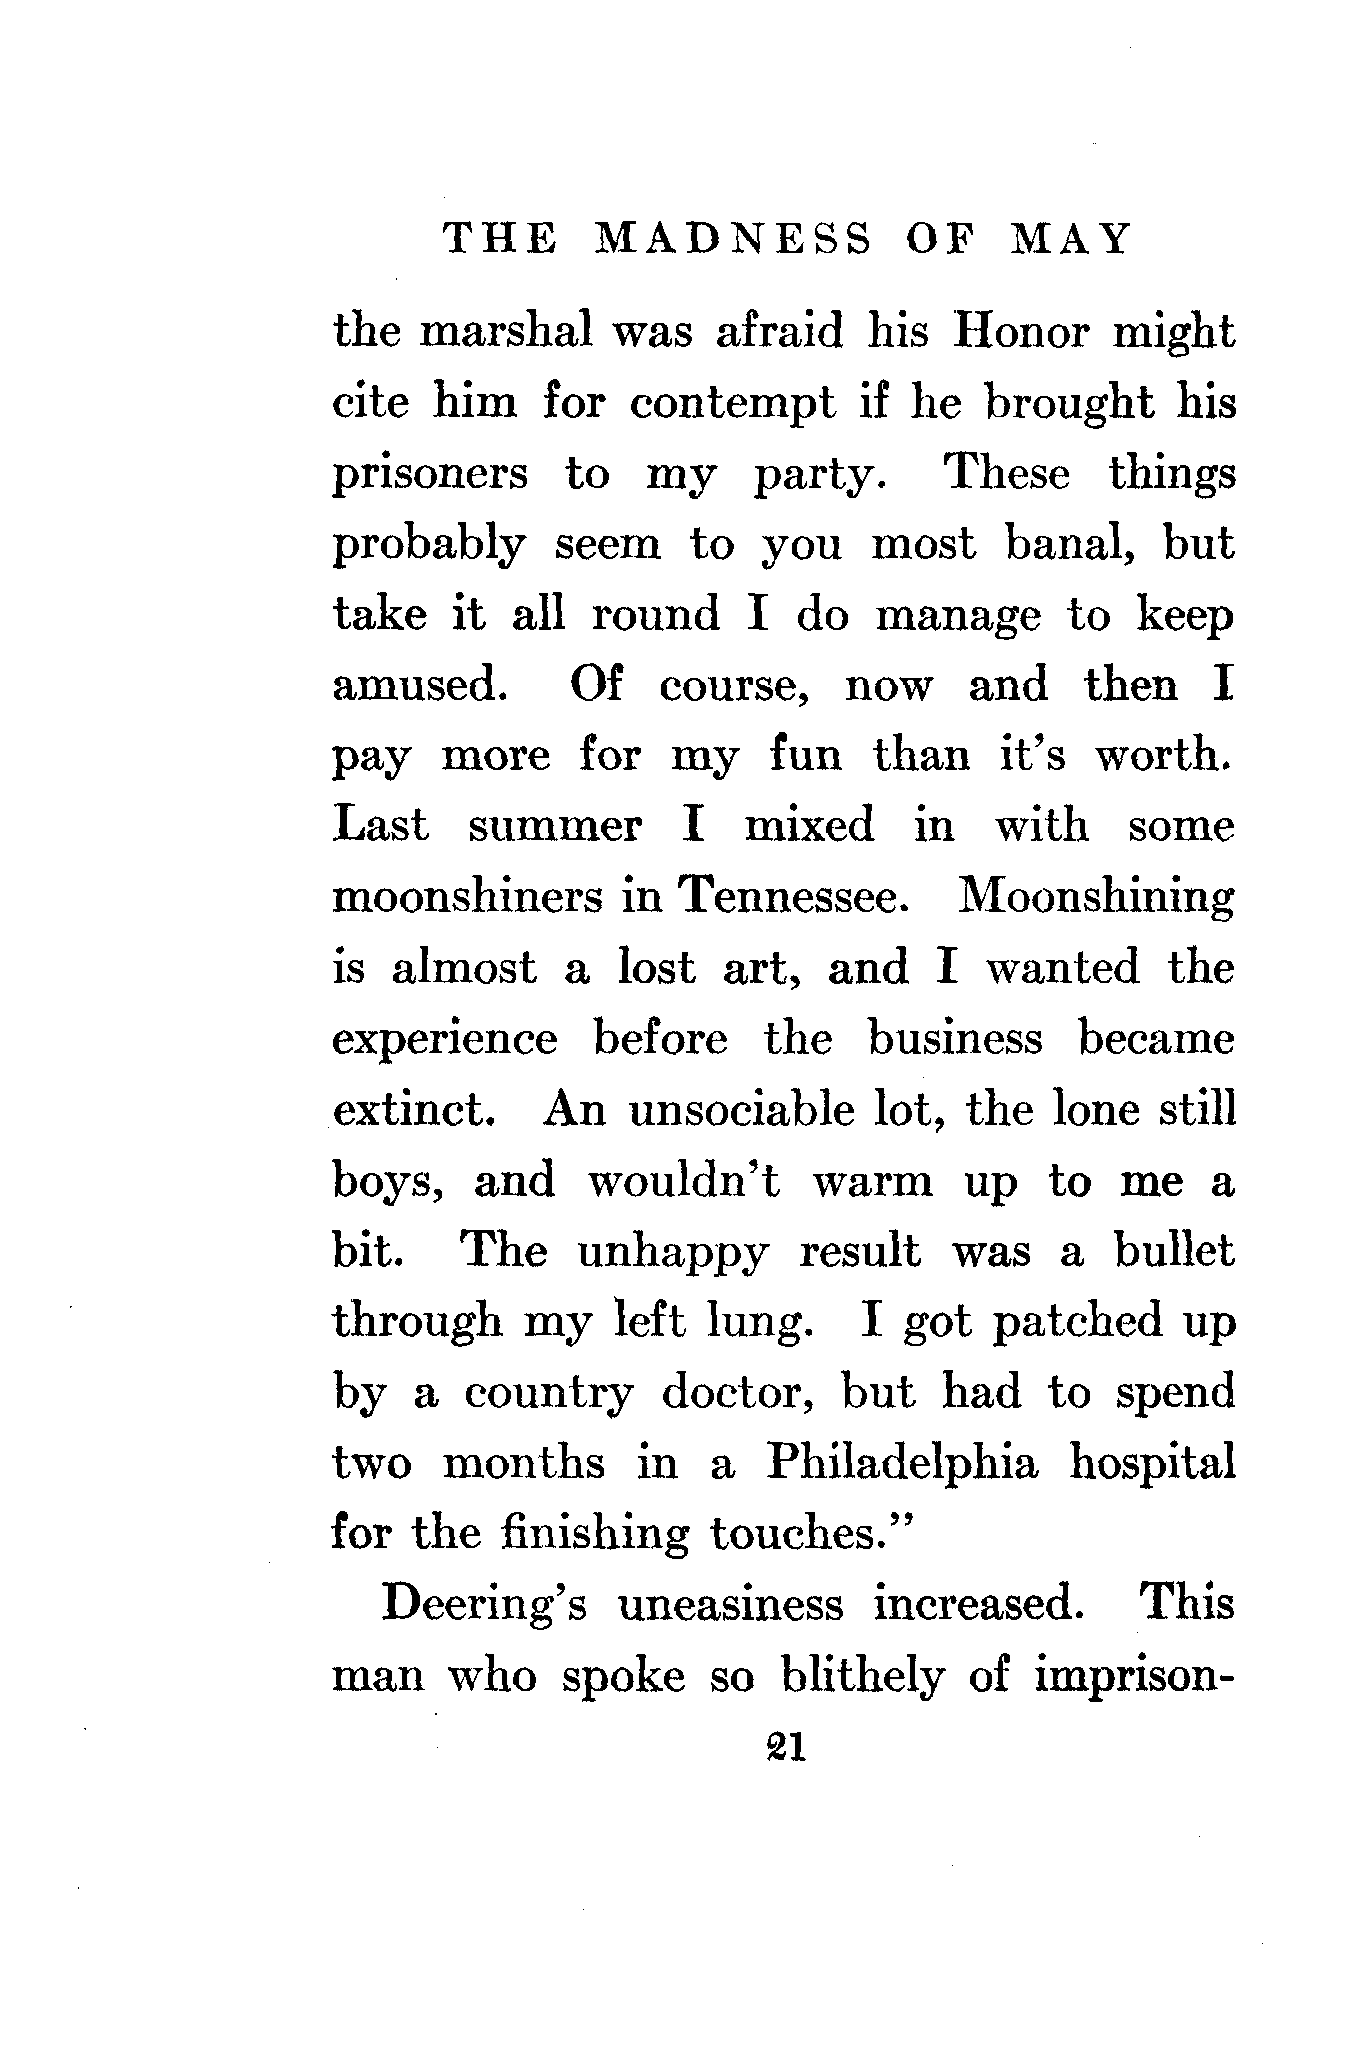 THE MADNESS OF MAY
the marshal was afraid his Honor might
cite him for contempt if he brought his
prisoners to my party. These things
probably seem to you most banal, but
take it all round I do manage to keep
amused. Of course, now and then I
pay more for my fun than it's worth.
Last summer I mixed in with some
moonshiners in Tennessee. Moonshining
is almost a lost art, and I wanted the
experience before the business became
extinct. An unsociable lot, the lone still
boys, and wouldn't warm up to me a
bit. The unhappy result was a bullet
through my left lung. I got patched up
by a country doctor, but had to spend
two months in a Philadelphia hospital
for the finishing touches."
Deering's uneasiness increased. This
man who spoke so blithely of imprison-
21